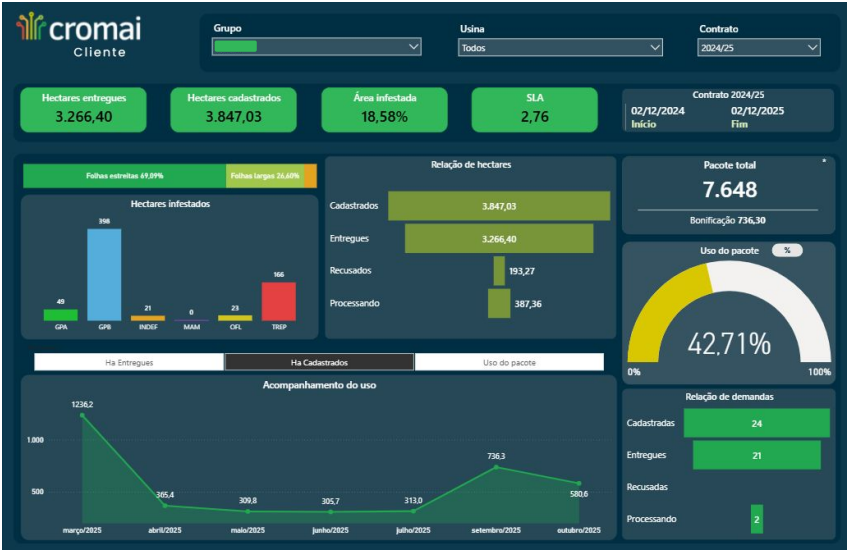 cromai
Cliente
Grupo
Usina
Todos
Contrato
2024/25
Hectares entregues
3.266,40
Hectares cadastrados
3.847,03
Área infestada
18,58%
SLA
2,76
Contrato 2024/25
02/12/2024
Início
02/12/2025
Fim
Folhas estreitas 69,09%
Folhas largas 26,60%
Hectares infestados
49
398
21
0
23
166
GPA
GPB
INDEF
MAM
OFL
TREP
Relação de hectares
Cadastrados
3.847,03
Entregues
3.266,40
Recusados
193,27
Processando
387,36
Pacote total
7.648
Bonificação 736,30
Uso do pacote
%
42,71%
0%
100%
Ha Entregues
Ha Cadastrados
Uso do pacote
Acompanhamento do uso
1.000
500
1236,2
365,4
309,8
305,7
313,0
736,3
580,6
março/2025
abril/2025
maio/2025
junho/2025
julho/2025
setembro/2025
outubro/2025
Relação de demandas
Cadastradas
24
Entregues
21
Recusadas
Processando
2